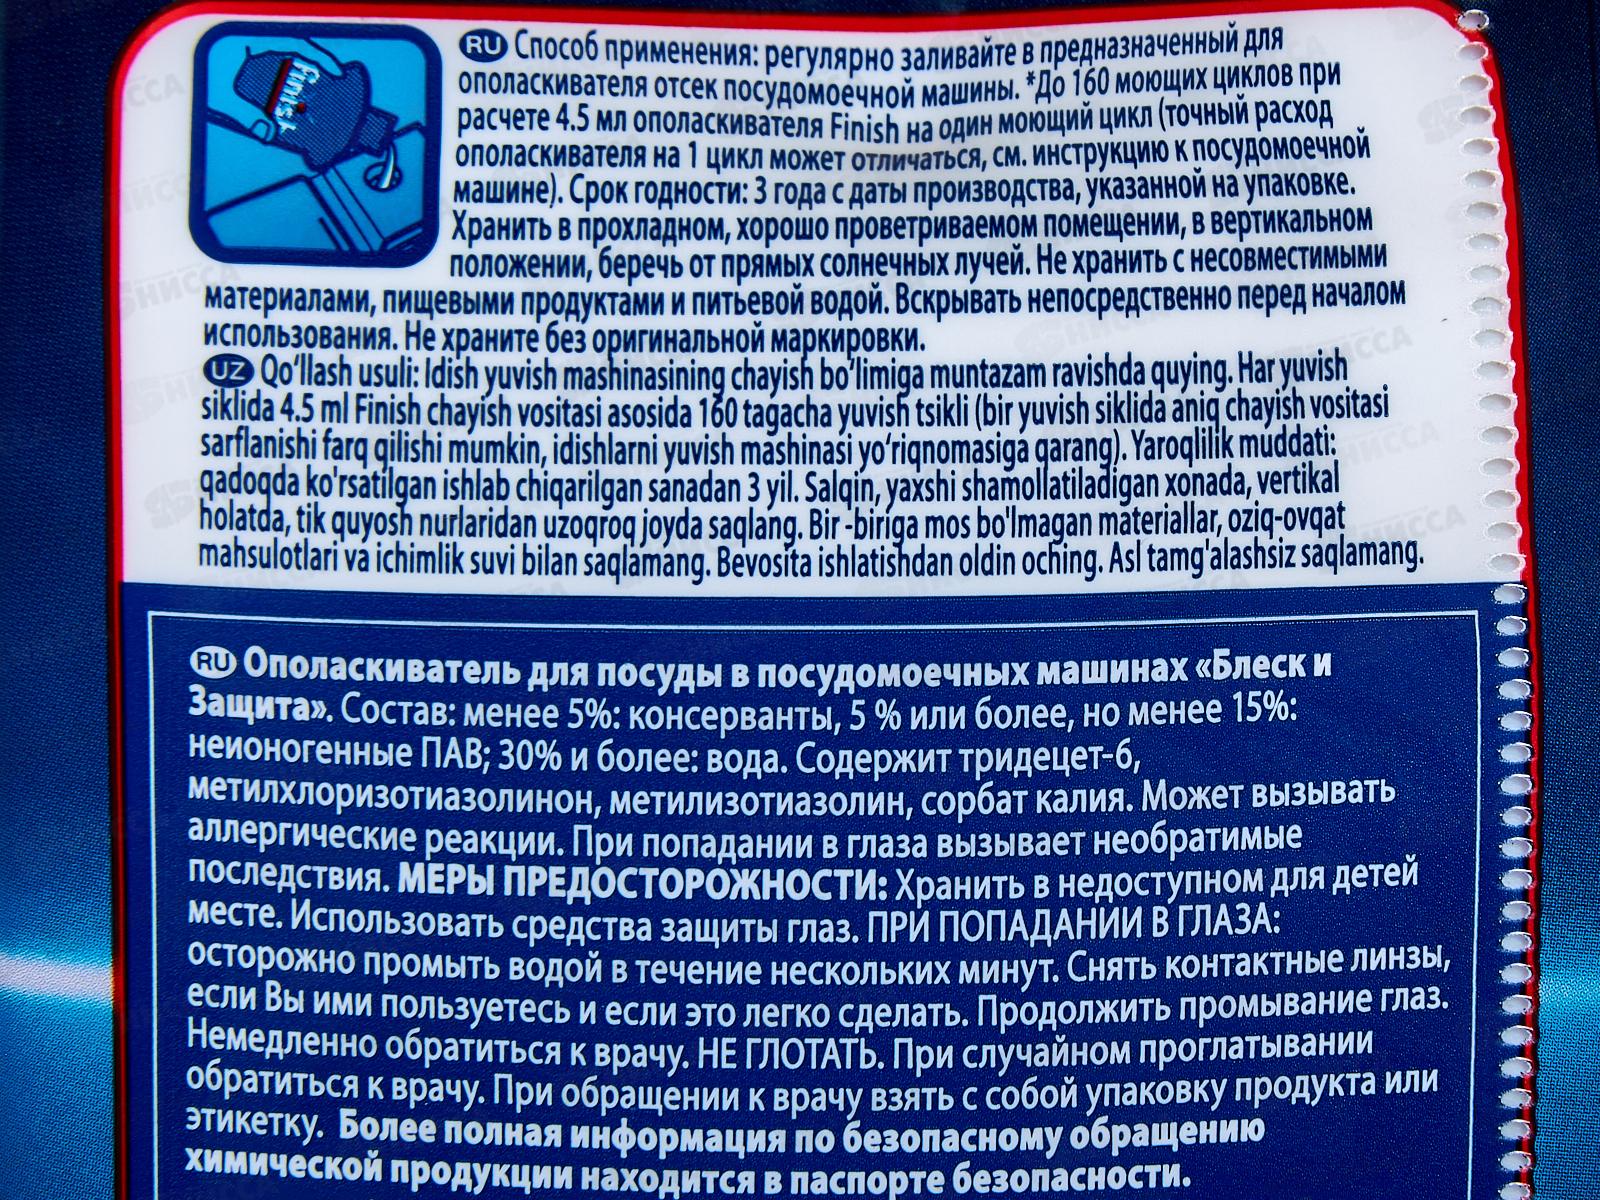 Finish
RU Способ применения: регулярно заливайте в предназначенный для
ополаскивателя отсек посудомоечной машины. *До 160 моющих циклов при
расчете 4.5 мл ополаскивателя Finish на один моющий цикл (точный расход
ополаскивателя на 1 цикл может отличаться, см. инструкцию к посудомоечной
машине). Срок годности: 3 года с даты производства, указанной на упаковке.
Хранить в прохладном, хорошо проветриваемом помещении, в вертикальном
положении, беречь от прямых солнечных лучей. Не хранить с несовместимыми
материалами, пищевыми продуктами и питьевой водой. Вскрывать непосредственно перед началом
использования. Не храните без оригинальной маркировки.
UZ Qo‘llash usuli: Idish yuvish mashinasining chayish bo‘limiga muntazam ravishda quying. Har yuvish
siklida 4.5 ml Finish chayish vositasi asosida 160 tagacha yuvish tsikli (bir yuvish siklida aniq chayish vositasi
sarflanishi farq qilishi mumkin, idishlarni yuvish mashinasi yo‘riqnomasiga qarang). Yaroqlilik muddati:
qadoqda ko'rsatilgan ishlab chiqarilgan sanadan 3 yil. Salqin, yaxshi shamollatiladigan xonada, vertikal
holatda, tik quyosh nurlaridan uzoqroq joyda saqlang. Bir -biriga mos bo'lmagan materiallar, oziq-ovqat
mahsulotlari va ichimlik suvi bilan saqlamang. Bevosita ishlatishdan oldin oching. Asl tamg'alashsiz saqlamang.
RU Ополаскиватель для посуды в посудомоечных машинах «Блеск и
Защита». Состав: менее 5%: консерванты, 5 % или более, но менее 15%:
неионогенные ПАВ; 30% и более: вода. Содержит тридецет-6,
метилхлоризотиазолинон, метилизотиазолин, сорбат калия. Может вызывать
аллергические реакции. При попадании в глаза вызывает необратимые
последствия. МЕРЫ ПРЕДОСТОРОЖНОСТИ: Хранить в недоступном для детей
месте. Использовать средства защиты глаз. ПРИ ПОПАДАНИИ В ГЛАЗА:
осторожно промыть водой в течение нескольких минут. Снять контактные линзы,
если Вы ими пользуетесь и если это легко сделать. Продолжить промывание глаз.
Немедленно обратиться к врачу. НЕ ГЛОТАТЬ. При случайном проглатывании
обратиться к врачу. При обращении к врачу взять с собой упаковку продукта или
этикетку. Более полная информация по безопасному обращению
химической продукции находится в паспорте безопасности.